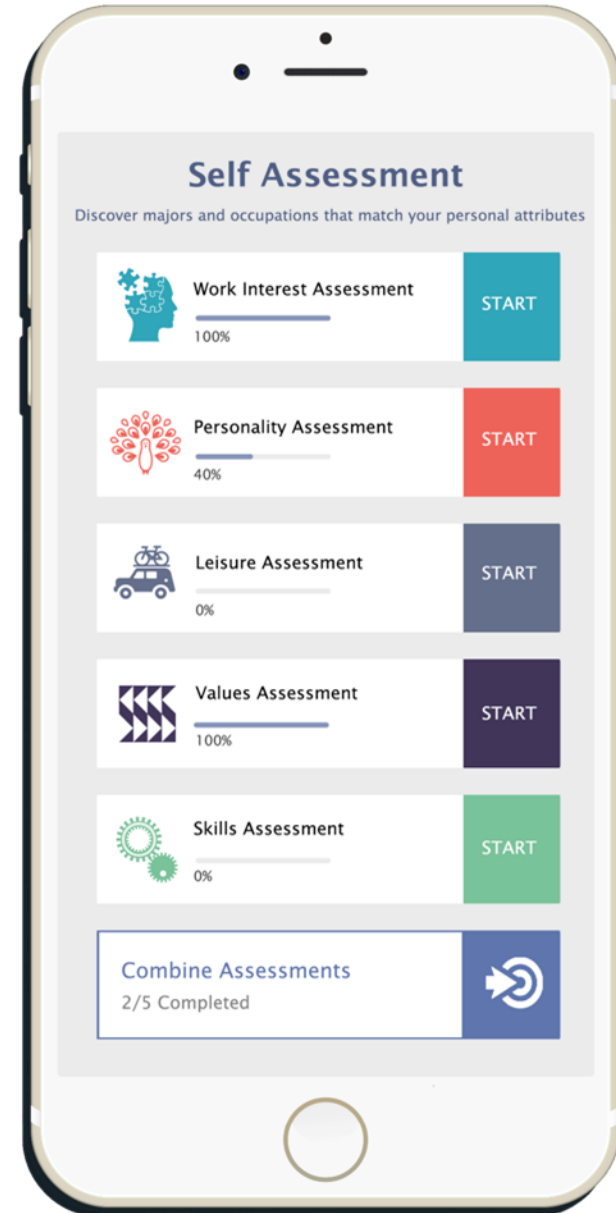 Self Assessment
Discover majors and occupations that match your personal attributes
Work Interest Assessment
START
100%
Personality Assessment
START
40%
Leisure Assessment
START
0%
Values Assessment
START
100%
Skills Assessment
START
0%
Combine Assessments
2/5 Completed